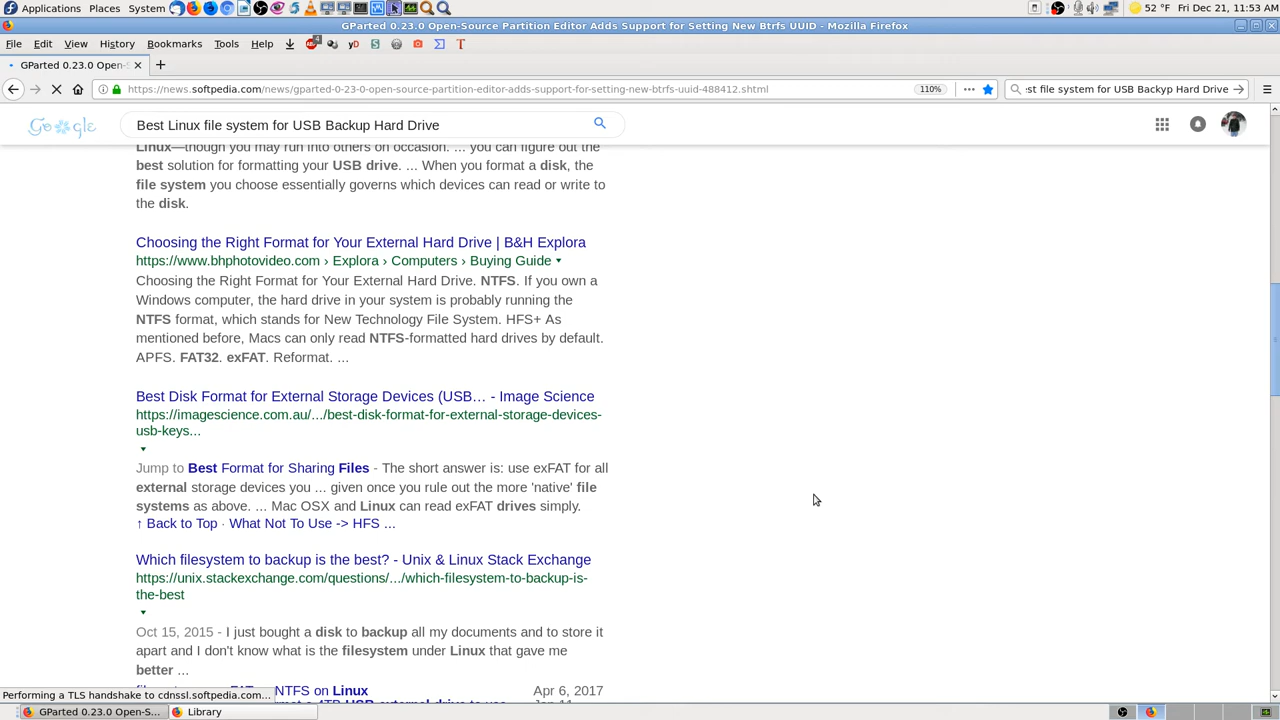 Applications Places System 52 °F Fri Dec 21, 11:53 AM
GParted 0.23.0 Open-Source Partition Editor Adds Support for Setting New Btrfs UUID - Mozilla Firefox
File Edit View History Bookmarks Tools Help
GParted 0.23.0 Open-S
https://news.softpedia.com/news/gparted-0-23-0-open-source-partition-editor-adds-support-for-setting-new-btrfs-uuid-488412.shtml 110% st file system for USB Backyp Hard Drive
Google Best Linux file system for USB Backup Hard Drive
Linux—though you may run into others on occasion. ... you can figure out the
best solution for formatting your USB drive. ... When you format a disk, the
file system you choose essentially governs which devices can read or write to
the disk.
Choosing the Right Format for Your External Hard Drive | B&H Explora
https://www.bhphotovideo.com › Explora › Computers › Buying Guide
Choosing the Right Format for Your External Hard Drive. NTFS. If you own a
Windows computer, the hard drive in your system is probably running the
NTFS format, which stands for New Technology File System. HFS+ As
mentioned before, Macs can only read NTFS-formatted hard drives by default.
APFS. FAT32. exFAT. Reformat. ...
Best Disk Format for External Storage Devices (USB… - Image Science
https://imagescience.com.au/.../best-disk-format-for-external-storage-devices-
usb-keys...
Jump to Best Format for Sharing Files - The short answer is: use exFAT for all
external storage devices you ... given once you rule out the more 'native' file
systems as above. ... Mac OSX and Linux can read exFAT drives simply.
↑ Back to Top · What Not To Use -> HFS ...
Which filesystem to backup is the best? - Unix & Linux Stack Exchange
https://unix.stackexchange.com/questions/.../which-filesystem-to-backup-is-
the-best
Oct 15, 2015 - I just bought a disk to backup all my documents and to store it
apart and I don't know what is the filesystem under Linux that gave me
better ...
NTFS on Linux Apr 6, 2017
Performing a TLS handshake to cdnssl.softpedia.com...
GParted 0.23.0 Open-S... Library